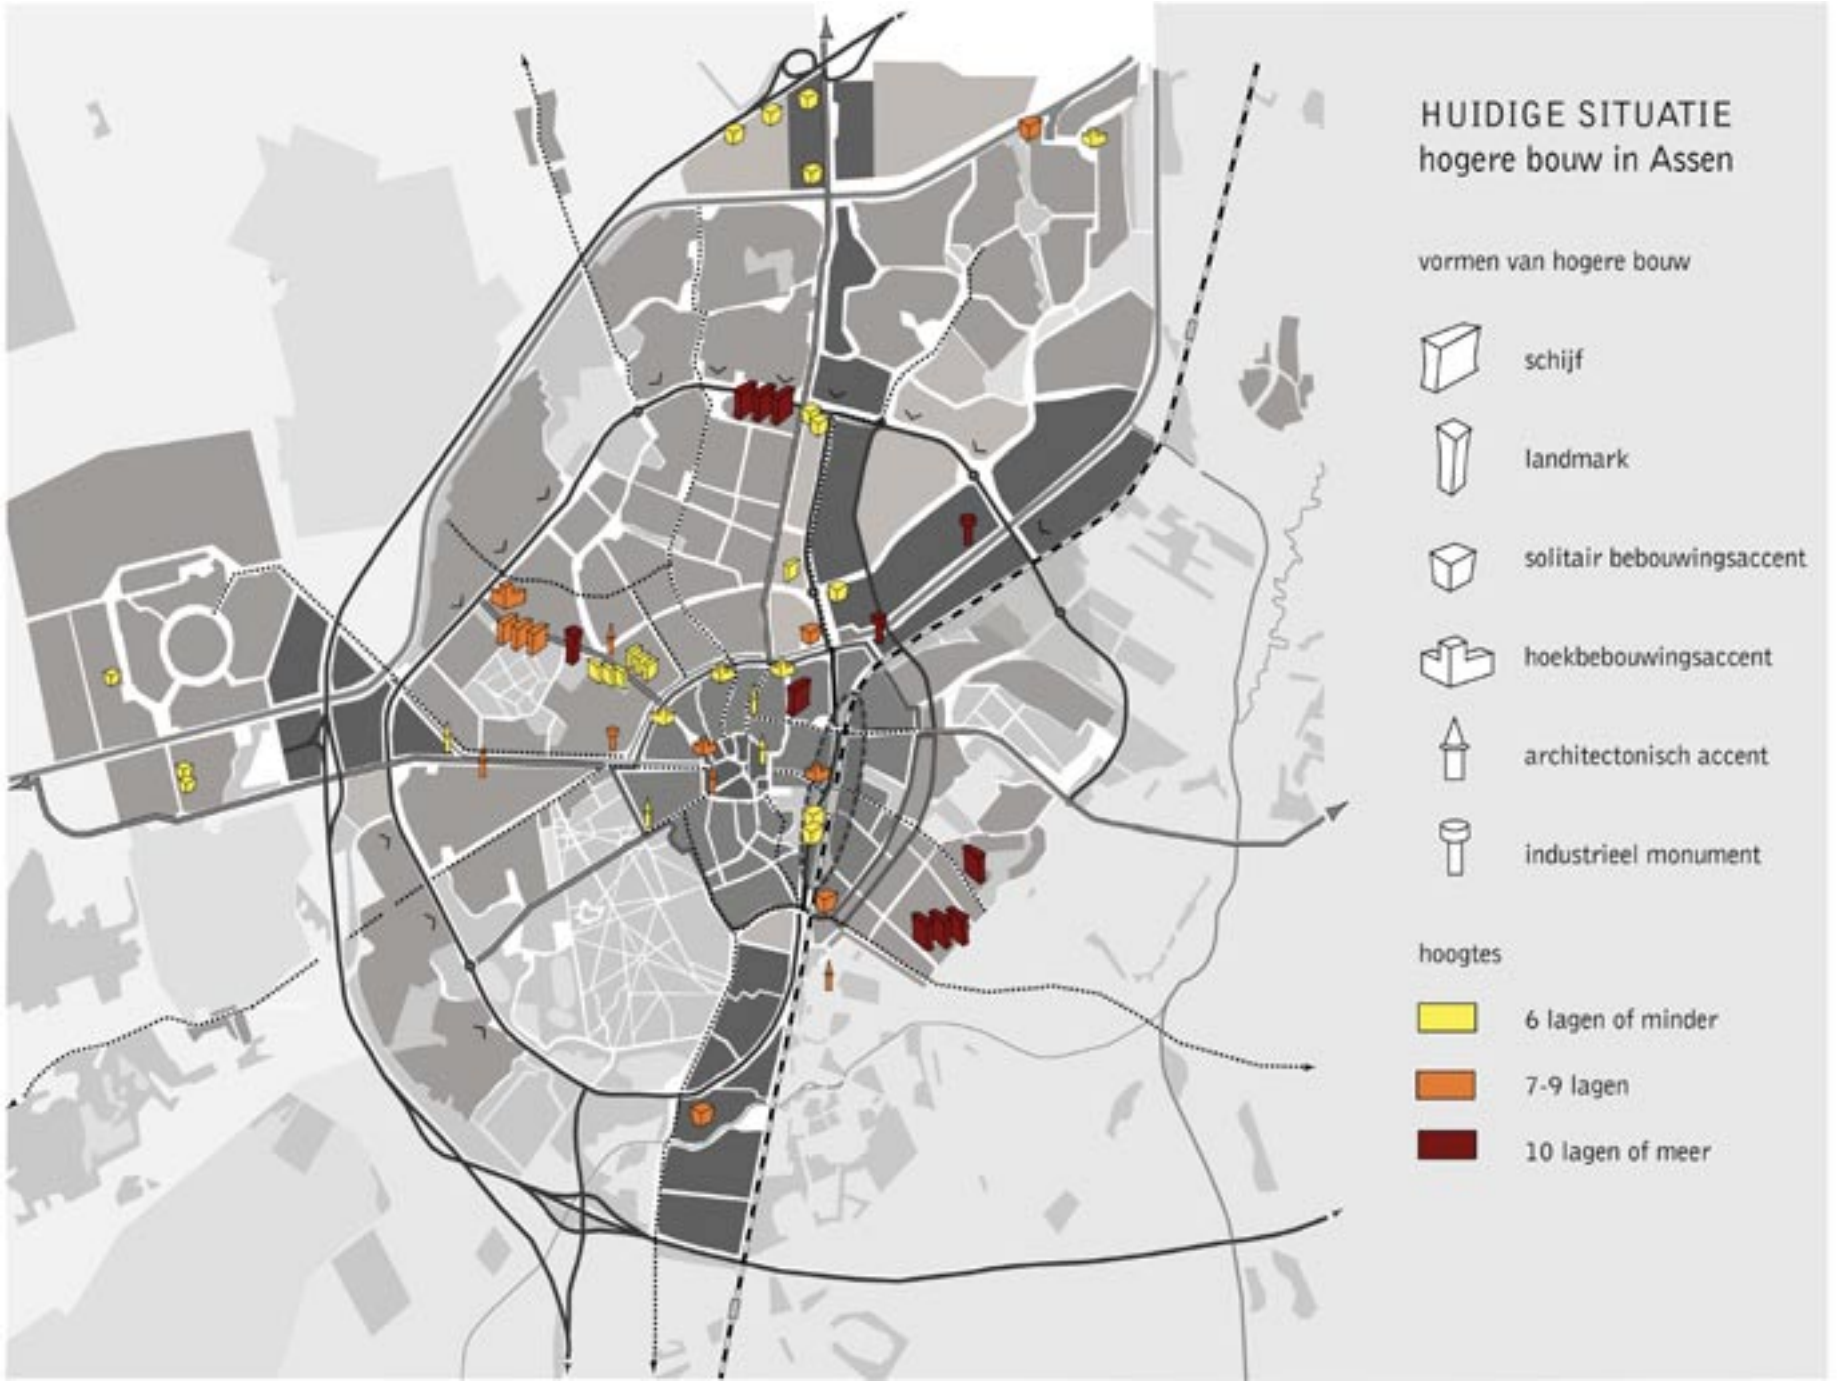 HUIDIGE SITUATIE
hogere bouw in Assen
vormen van hogere bouw
schijf
landmark
solitair bebouwingsaccent
hoekbebouwingsaccent
architectonisch accent
industrieel monument
hoogtes
6 lagen of minder
7-9 lagen
10 lagen of meer